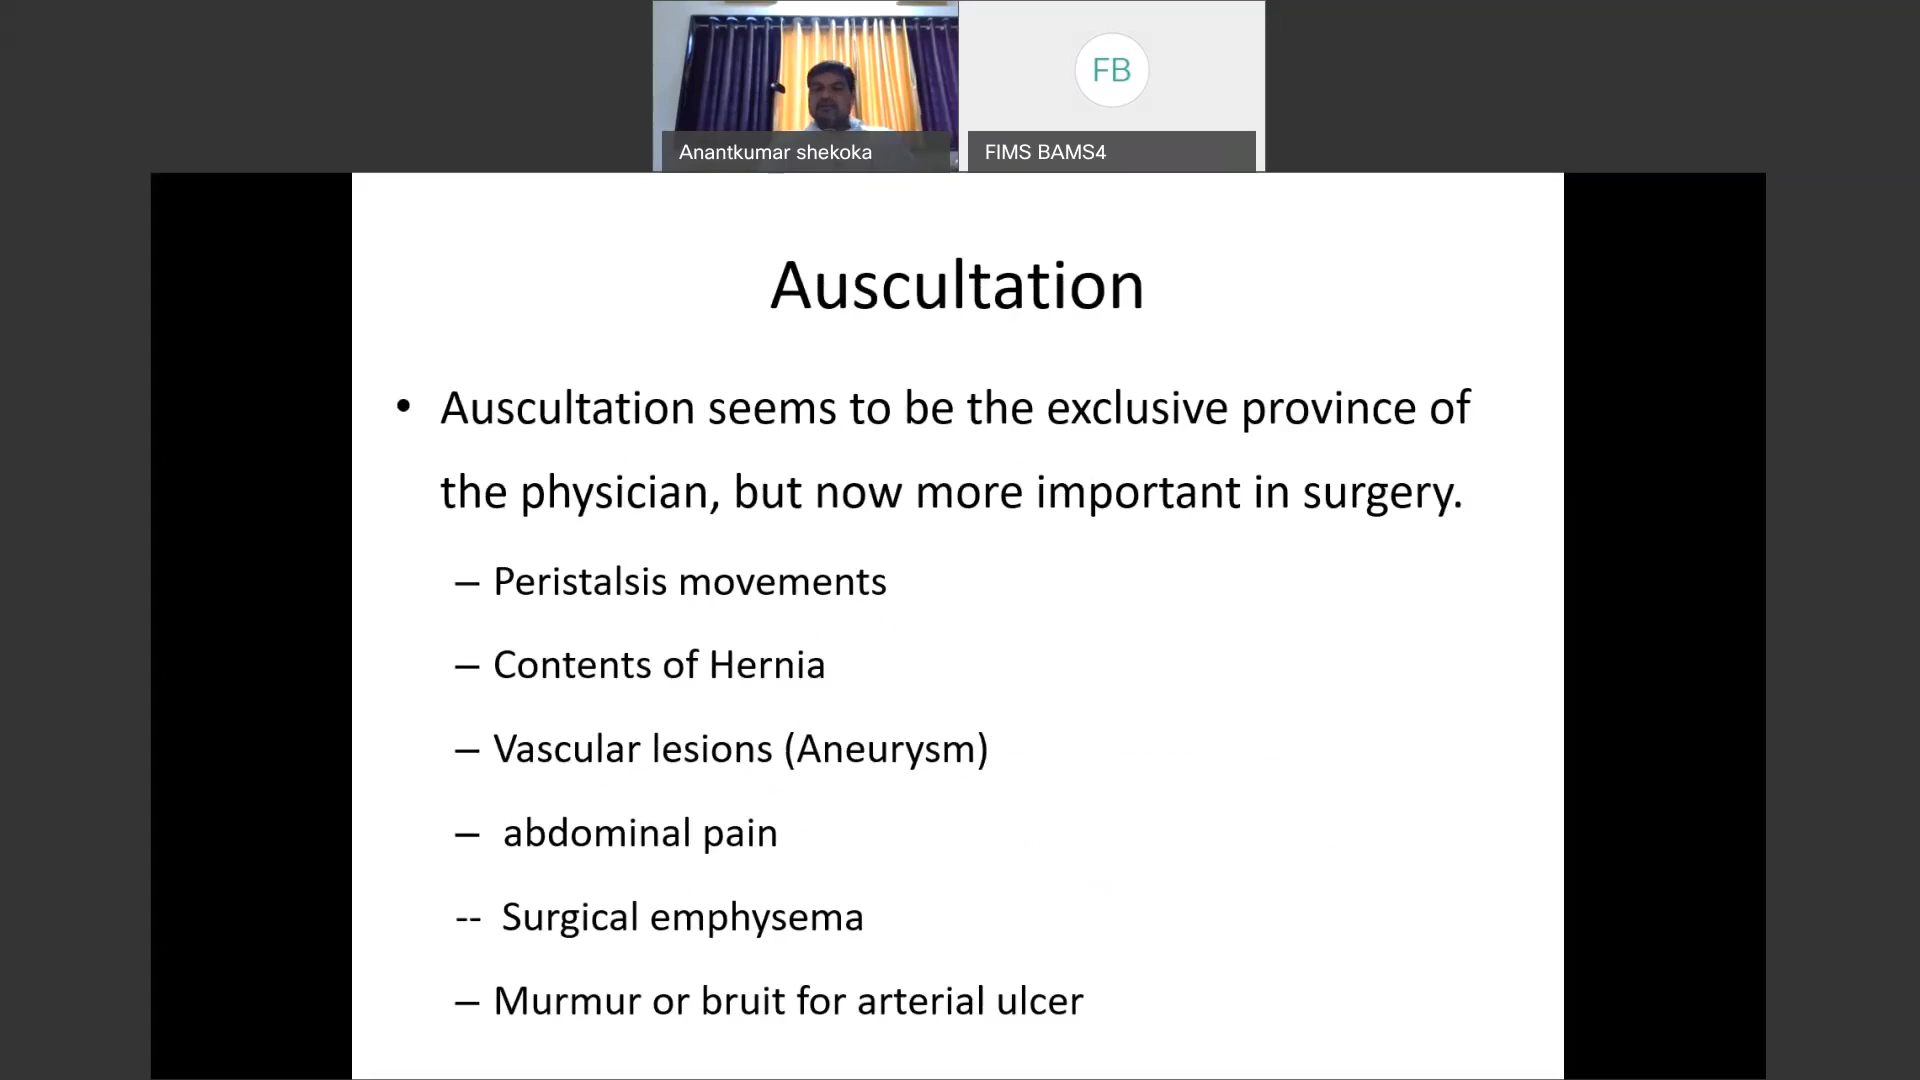 FB
Anantkumar shekoka
FIMS BAMS4
Auscultation
• Auscultation seems to be the exclusive province of
the physician, but now more important in surgery.
– Peristalsis movements
– Contents of Hernia
– Vascular lesions (Aneurysm)
– abdominal pain
-- Surgical emphysema
– Murmur or bruit for arterial ulcer